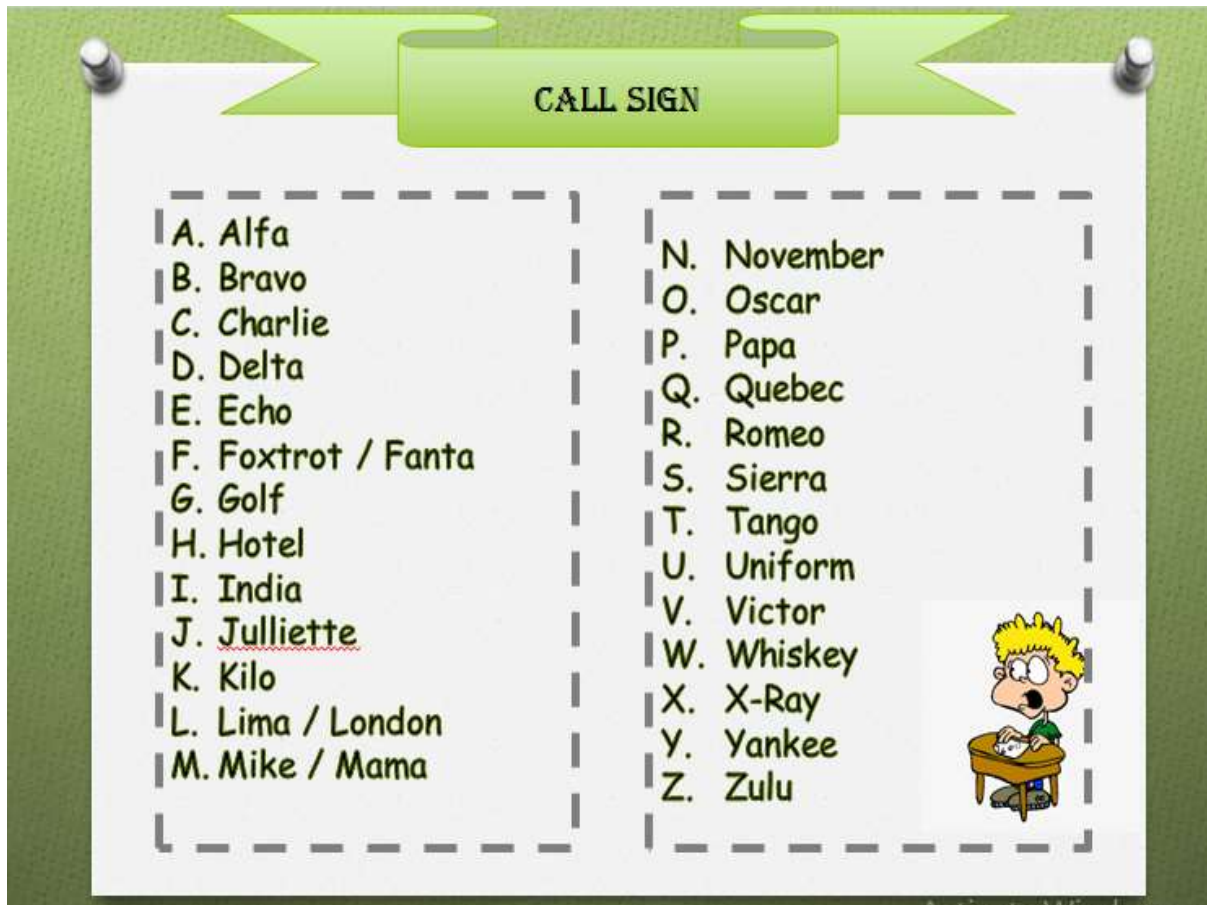 CALL SIGN
A. Alfa
B. Bravo
C. Charlie
D. Delta
E. Echo
F. Foxtrot / Fanta
G. Golf
H. Hotel
I. India
J. Julliette
K. Kilo
L. Lima / London
M. Mike / Mama
N. November
O. Oscar
P. Papa
Q. Quebec
R. Romeo
S. Sierra
T. Tango
U. Uniform
V. Victor
W. Whiskey
X. X-Ray
Y. Yankee
Z. Zulu